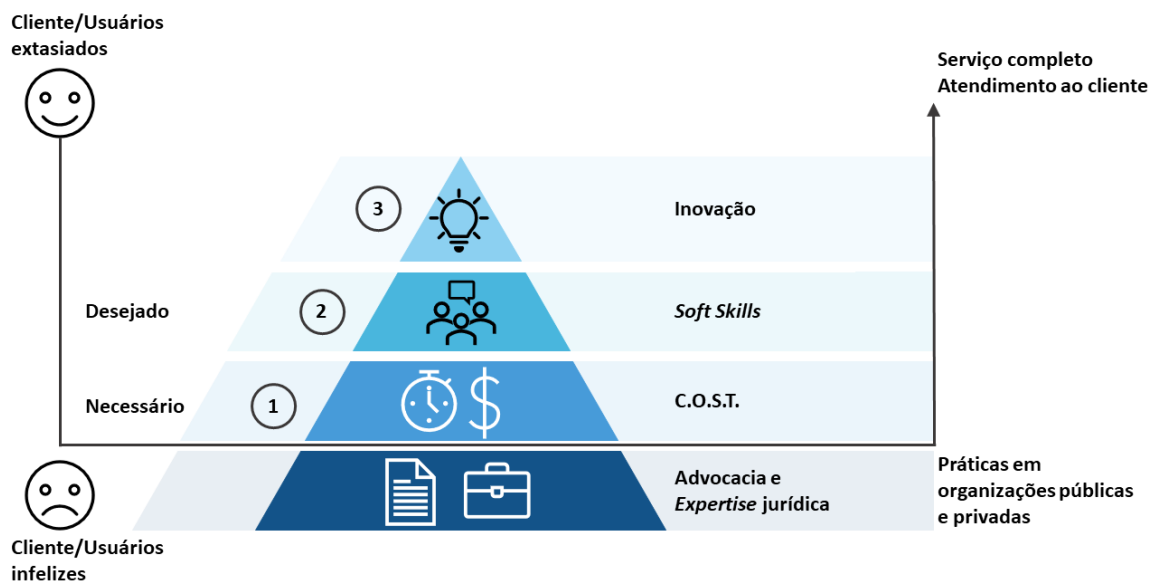 Cliente/Usuários
extasiados
Serviço completo
Atendimento ao cliente
3
Inovação
Desejado
2
Soft Skills
Necessário
1
C.O.S.T.
Advocacia e
Expertise jurídica
Práticas em
organizações públicas
e privadas
Cliente/Usuários
infelizes